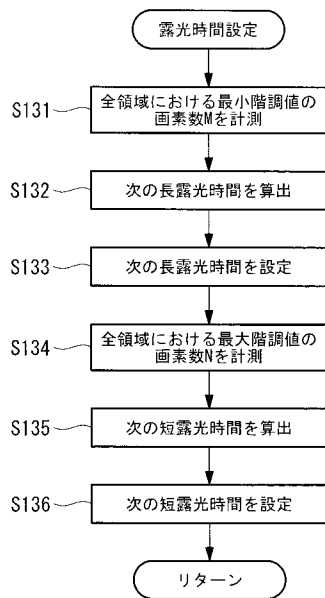 露光時間設定
S131
全領域における最小階調値の
画素数Mを計測
S132
次の長露光時間を算出
S133
次の長露光時間を設定
S134
全領域における最大階調値の
画素数Nを計測
S135
次の短露光時間を算出
S136
次の短露光時間を設定
リターン